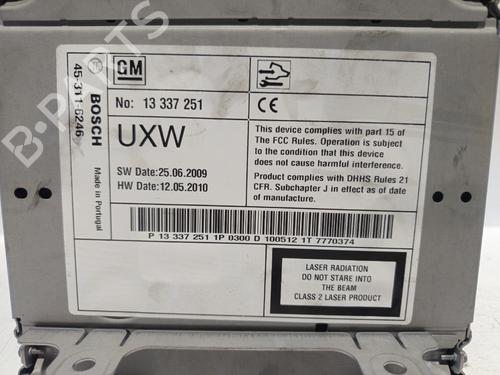 GM
No: 13 337 251
UXW
SW Date:25.06.2009
HW Date:12.05.2010
CE
This device complies with part 15 of
The FCC Rules. Operation is subject
to the condition that this device
does not cause harmful interference.
Product complies with DHHS Rules 21
CFR. Subchapter J in effect as of date
of manufacture.
P 13 337 251 1P 0300 D 100512 1T 7770374
LASER RADIATION
DO NOT STARE INTO
THE BEAM
CLASS 2 LASER PRODUCT
BOSCH
Made in Portugal
45-311-6246
B-PARTS